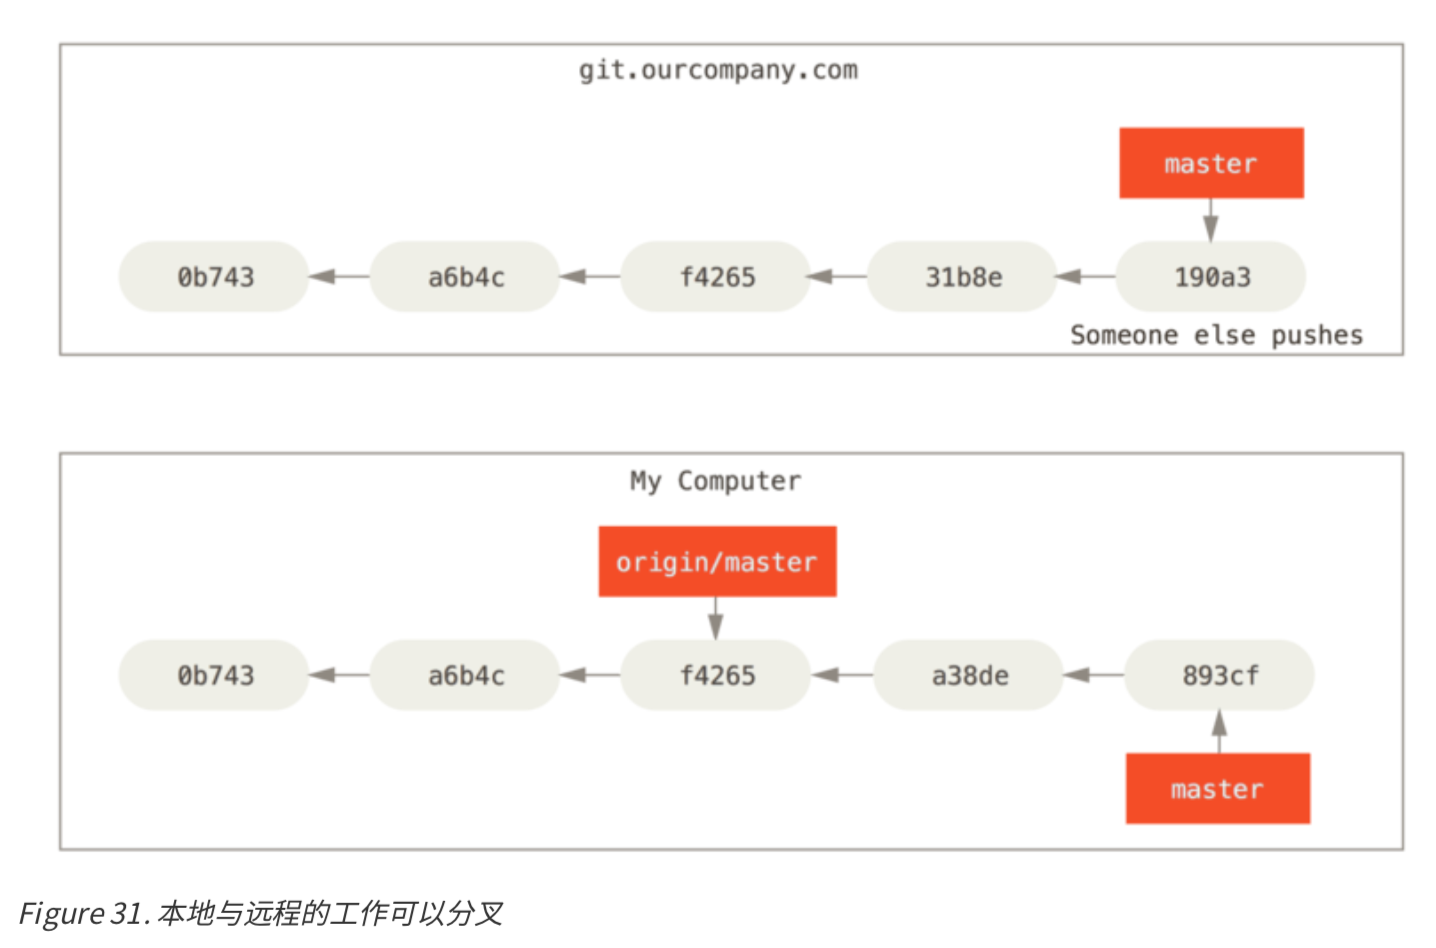 git.ourcompany.com
master
0b743
a6b4c
f4265
31b8e
190a3
Someone else pushes
My Computer
origin/master
0b743
a6b4c
f4265
a38de
893cf
master
Figure 31. 本地与远程的工作可以分叉